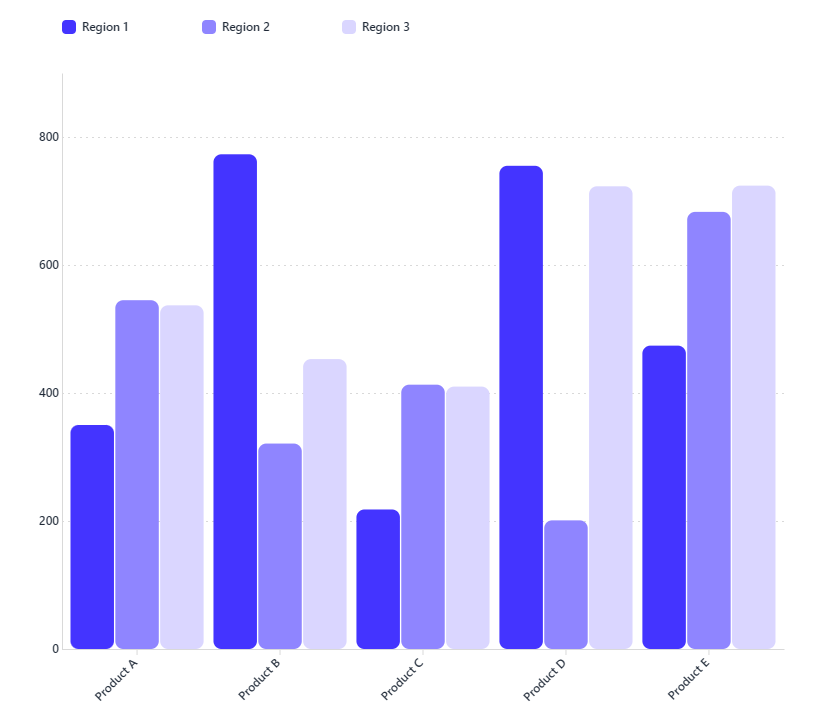 Region 1
Region 2
Region 3
800
600
400
200
0
Product A
Product B
Product C
Product D
Product E